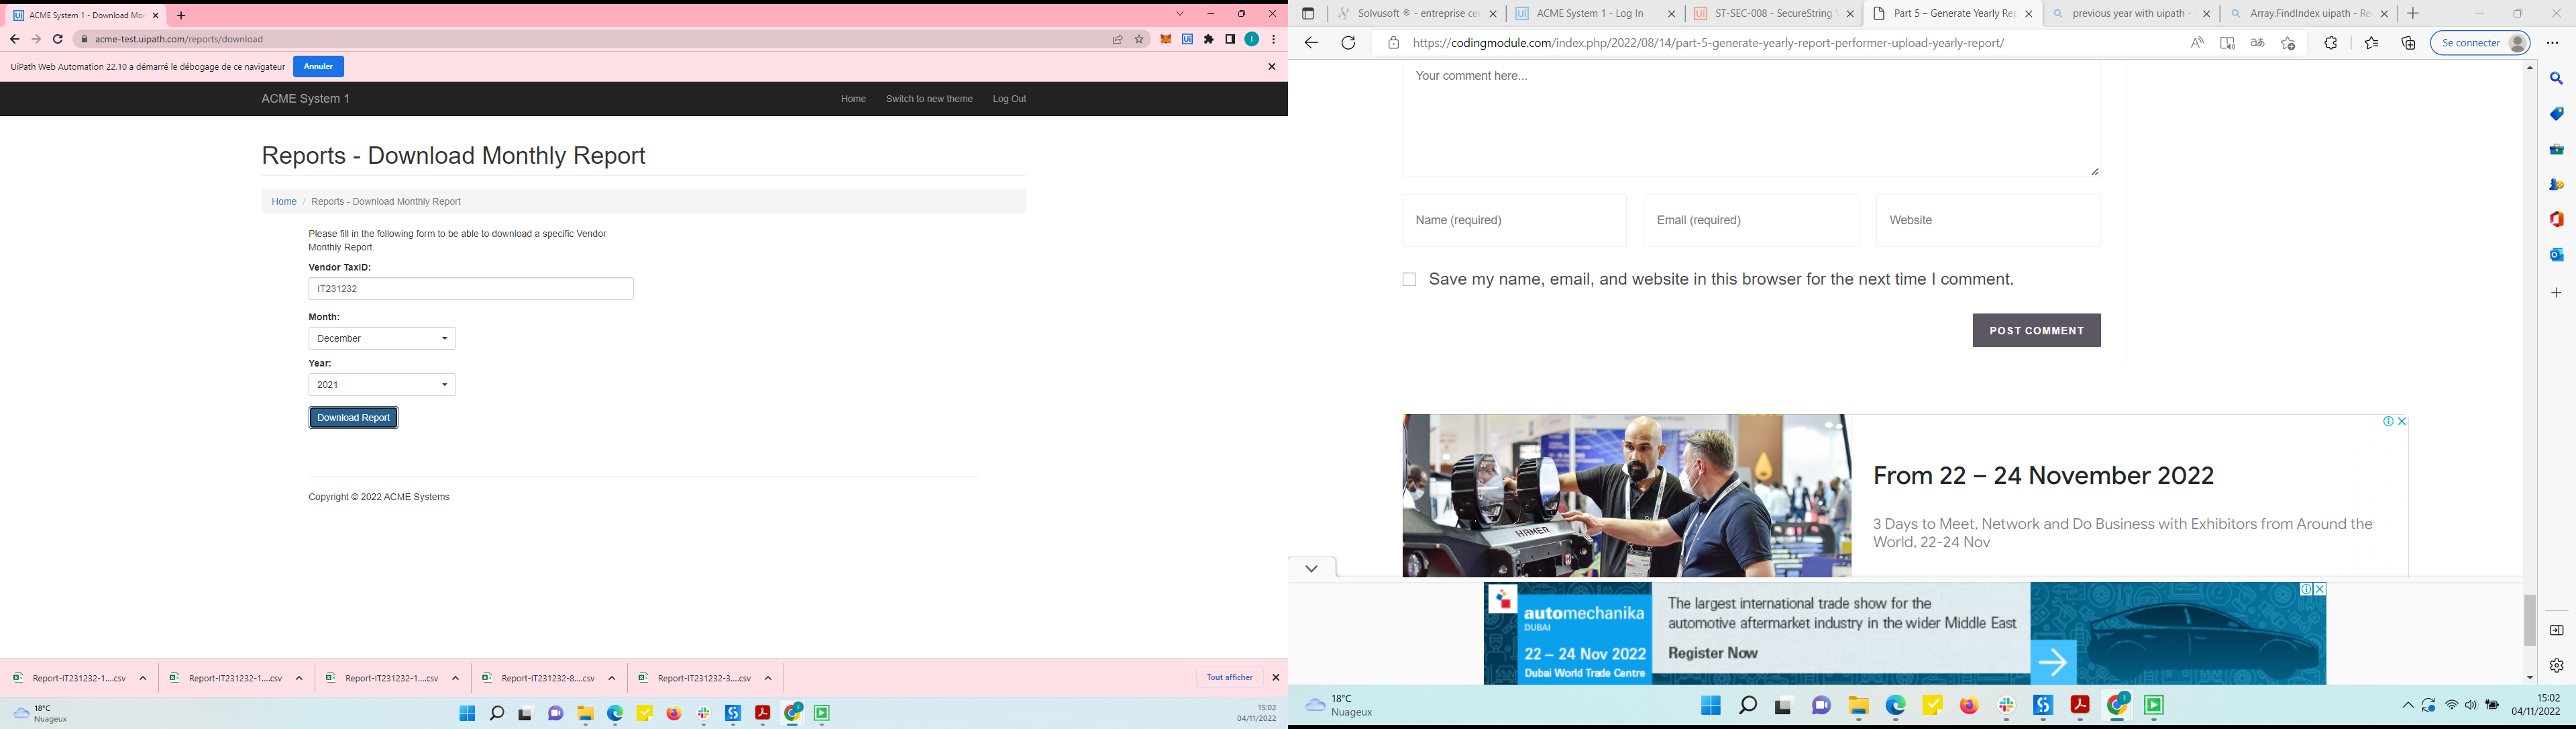 ACME System 1 - Download Mon
acme-test.uipath.com/reports/download
UiPath Web Automation 22.10 a démarré le débogage de ce navigateur
Annuler
ACME System 1
Home
Switch to new theme
Log Out
Reports - Download Monthly Report
Home / Reports - Download Monthly Report
Please fill in the following form to be able to download a specific Vendor
Monthly Report.
Vendor TaxID:
IT231232
Month:
December
Year:
2021
Download Report
Copyright © 2022 ACME Systems
Report-IT231232-1....csv
Report-IT231232-1....csv
Report-IT231232-1....csv
Report-IT231232-8....csv
Report-IT231232-3....csv
Tout afficher
18°C
Nuageux
15:02
04/11/2022
Solvusoft ® - entreprise cer
ACME System 1 - Log In
ST-SEC-008 - SecureString
Part 5 – Generate Yearly Rep
previous year with uipath -
Array.FindIndex uipath - Re
https://codingmodule.com/index.php/2022/08/14/part-5-generate-yearly-report-performer-upload-yearly-report/
Se connecter
Your comment here...
Name (required)
Email (required)
Website
Save my name, email, and website in this browser for the next time I comment.
POST COMMENT
HAMER
From 22 – 24 November 2022
3 Days to Meet, Network and Do Business with Exhibitors from Around the
World, 22-24 Nov
automechanika
DUBAI
22 – 24 Nov 2022
Dubai World Trade Centre
The largest international trade show for the
automotive aftermarket industry in the wider Middle East
Register Now
18°C
Nuageux
15:02
04/11/2022